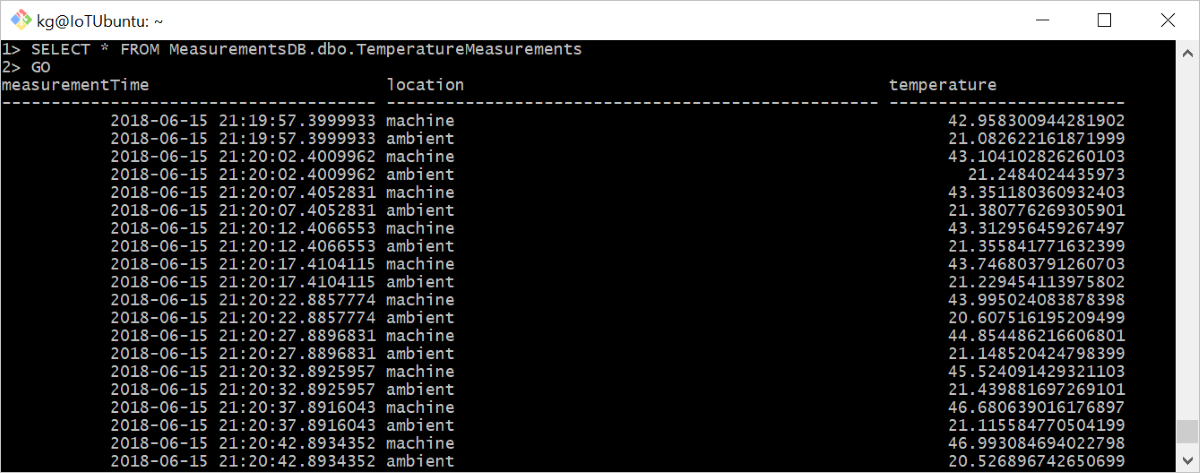 kg@IoTUbuntu: ~
1> SELECT * FROM MeasurementsDB.dbo.TemperatureMeasurements
2> GO
measurementTime location temperature
-------------------------------------- -------------------------------------------------- ------------------------
2018-06-15 21:19:57.3999933 machine 42.958300944281902
2018-06-15 21:19:57.3999933 ambient 21.082622161871999
2018-06-15 21:20:02.4009962 machine 43.104102826260103
2018-06-15 21:20:02.4009962 ambient 21.2484024435973
2018-06-15 21:20:07.4052831 machine 43.351180360932403
2018-06-15 21:20:07.4052831 ambient 21.380776269305901
2018-06-15 21:20:12.4066553 machine 43.312956459267497
2018-06-15 21:20:12.4066553 ambient 21.355841771632399
2018-06-15 21:20:17.4104115 machine 43.746803791260703
2018-06-15 21:20:17.4104115 ambient 21.229454113975802
2018-06-15 21:20:22.8857774 machine 43.995024083878398
2018-06-15 21:20:22.8857774 ambient 20.607516195209499
2018-06-15 21:20:27.8896831 machine 44.854486216606801
2018-06-15 21:20:27.8896831 ambient 21.148520424798399
2018-06-15 21:20:32.8925957 machine 45.524091429321103
2018-06-15 21:20:32.8925957 ambient 21.439881697269101
2018-06-15 21:20:37.8916043 machine 46.680639016176897
2018-06-15 21:20:37.8916043 ambient 21.115584770504199
2018-06-15 21:20:42.8934352 machine 46.993084694022798
2018-06-15 21:20:42.8934352 ambient 20.526896742650699